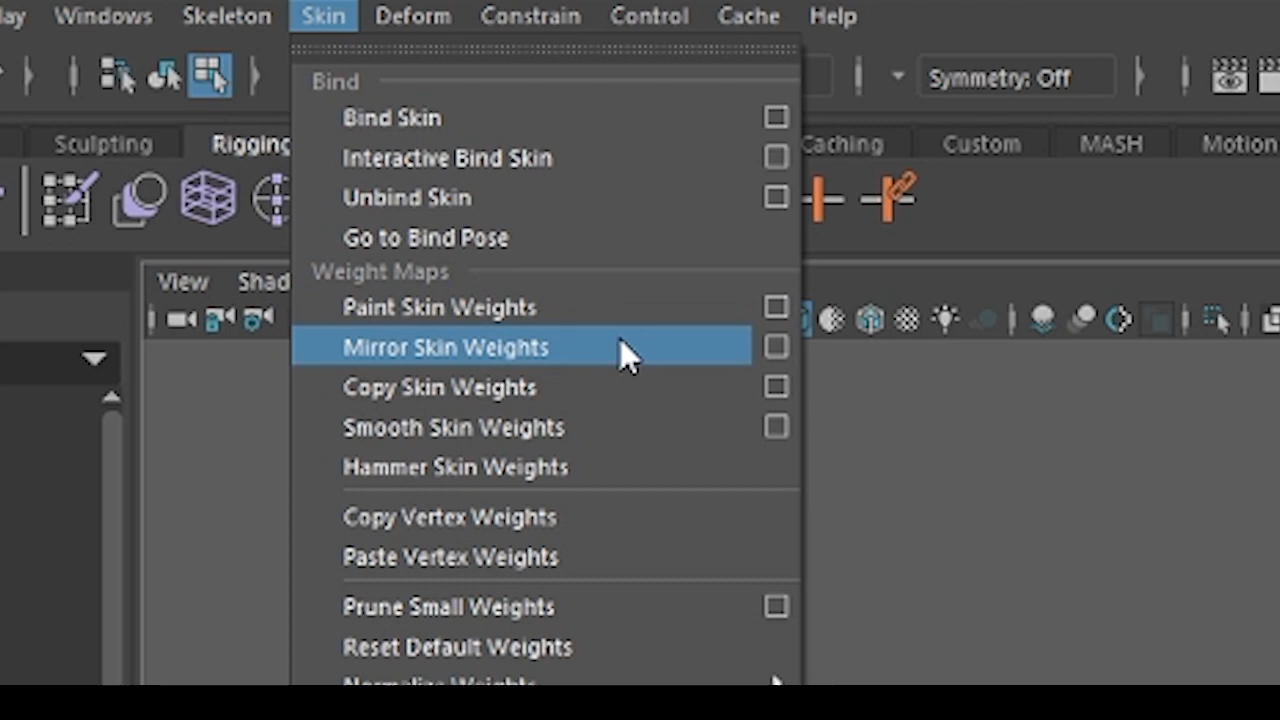 Windows Skeleton Skin Deform Constrain Control Cache Help
Symmetry: Off
Sculpting Rigging Caching Custom MASH Motion
View Shad
Bind
Bind Skin
Interactive Bind Skin
Unbind Skin
Go to Bind Pose
Weight Maps
Paint Skin Weights
Mirror Skin Weights
Copy Skin Weights
Smooth Skin Weights
Hammer Skin Weights
Copy Vertex Weights
Paste Vertex Weights
Prune Small Weights
Reset Default Weights
Normalize Weights